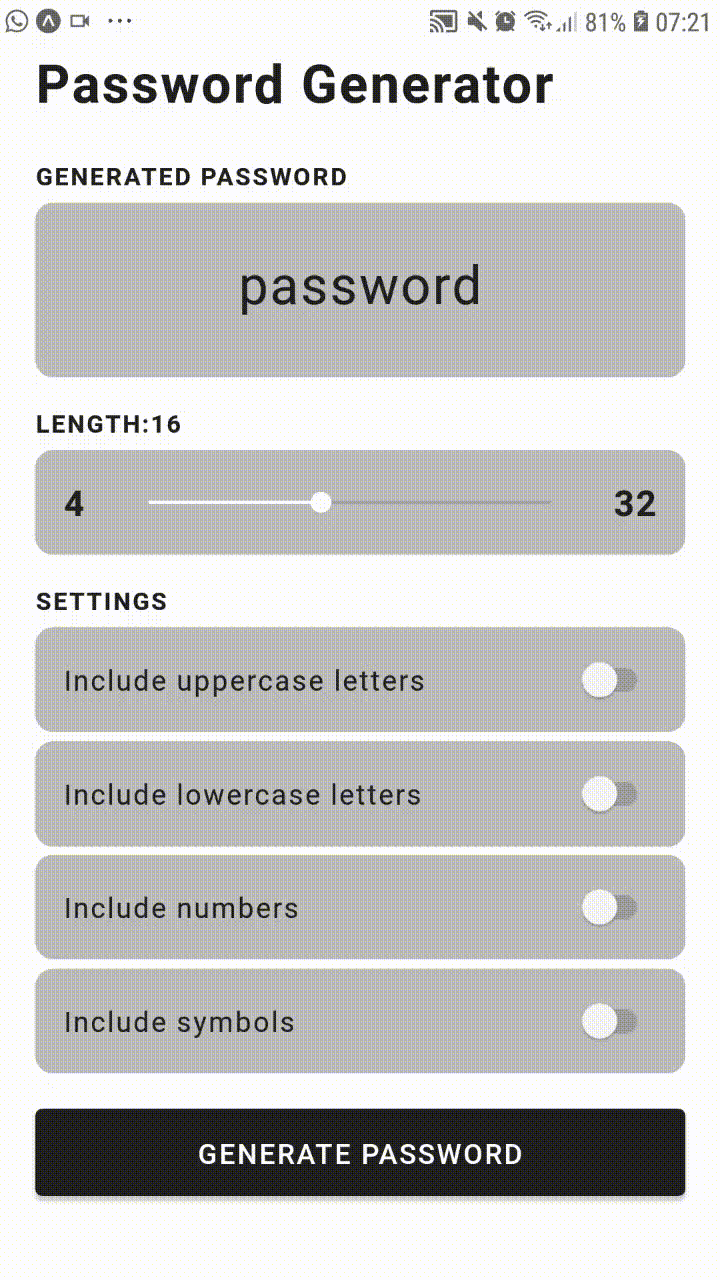 81% 07:21
Password Generator
GENERATED PASSWORD
password
LENGTH:16
4 32
SETTINGS
Include uppercase letters
Include lowercase letters
Include numbers
Include symbols
GENERATE PASSWORD